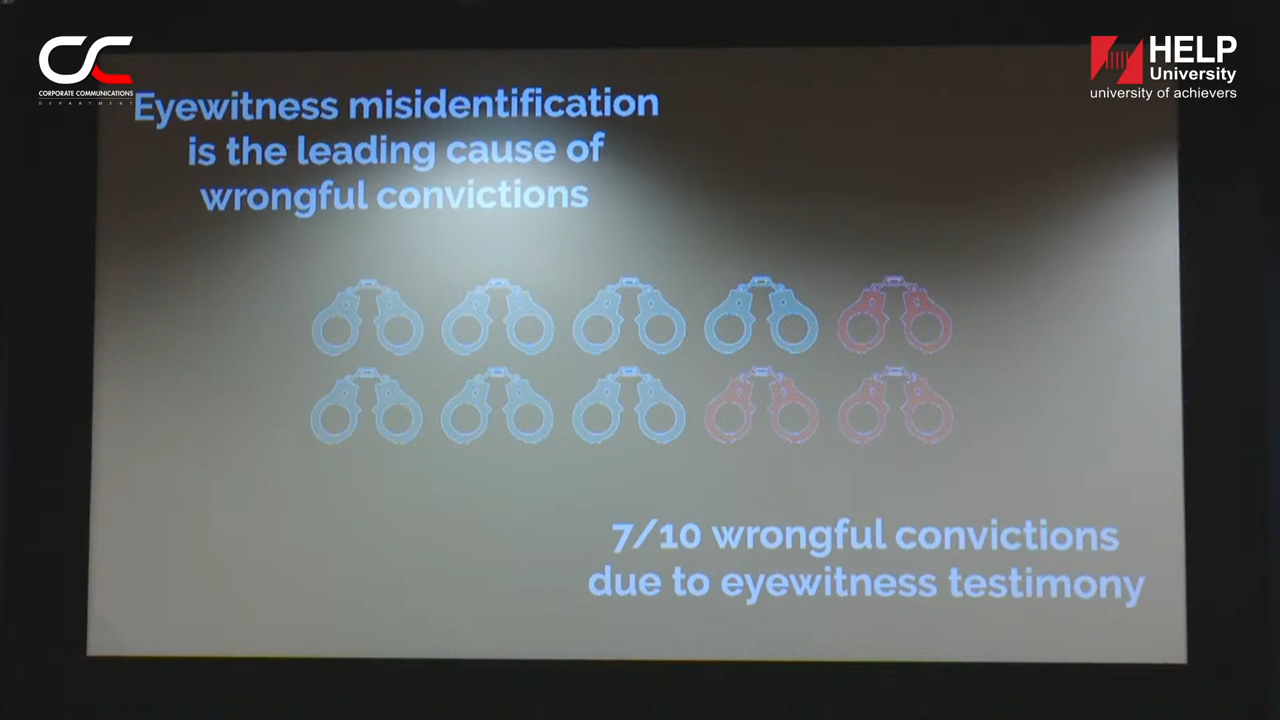 CORPORATE COMMUNICATIONS
DEPARTMENT
HELP
University
university of achievers
Eyewitness misidentification
is the leading cause of
wrongful convictions
7/10 wrongful convictions
due to eyewitness testimony